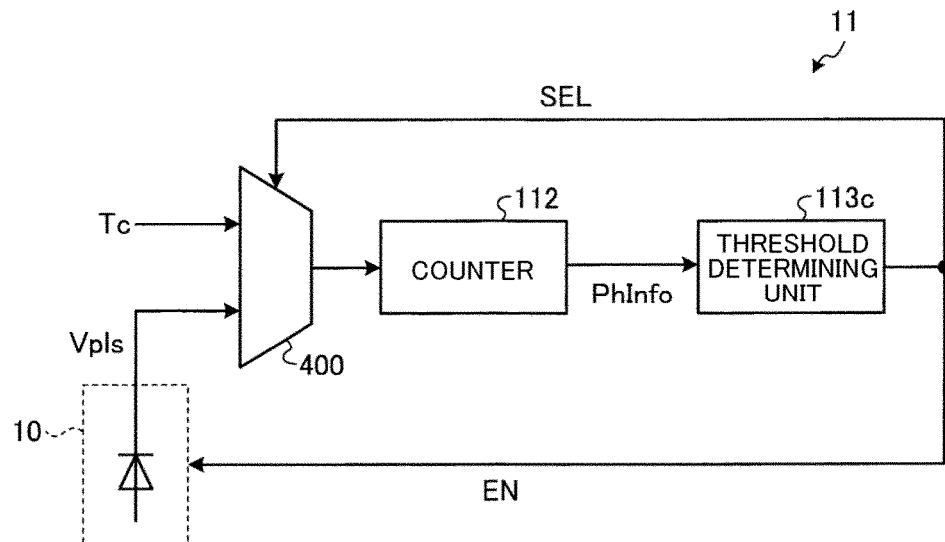 11
SEL
Tc
112
COUNTER
PhInfo
113c
THRESHOLD
DETERMINING
UNIT
Vpls
400
10
EN